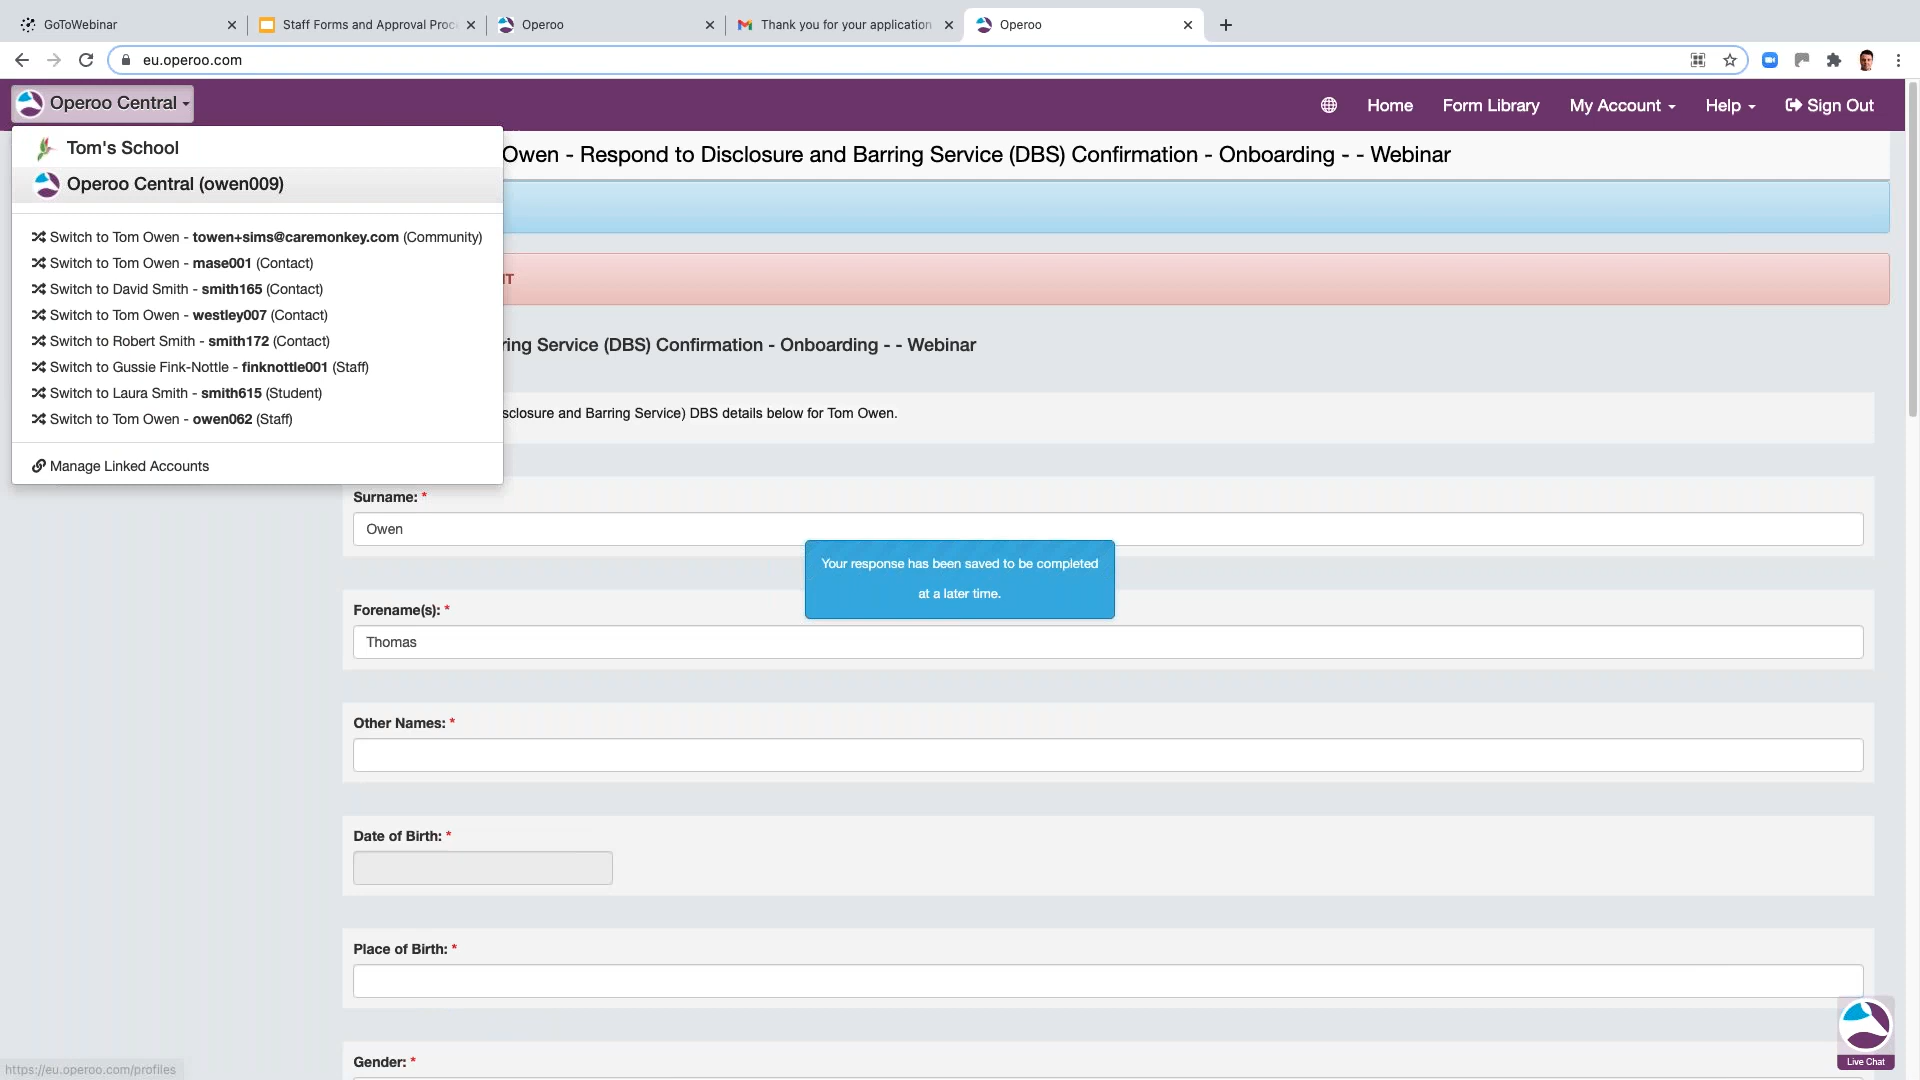 GoToWebinar
Staff Forms and Approval Proc
Operoo
Thank you for your application
Operoo
eu.operoo.com
Operoo Central
Home
Form Library
My Account
Help
Sign Out
Tom's School
Operoo Central (owen009)
Owen - Respond to Disclosure and Barring Service (DBS) Confirmation - Onboarding - - Webinar
Switch to Tom Owen - towen+sims@caremonkey.com (Community)
Switch to Tom Owen - mase001 (Contact)
Switch to David Smith - smith165 (Contact)
Switch to Tom Owen - westley007 (Contact)
Switch to Robert Smith - smith172 (Contact)
Switch to Gussie Fink-Nottle - finknottle001 (Staff)
Switch to Laura Smith - smith615 (Student)
Switch to Tom Owen - owen062 (Staff)
Manage Linked Accounts
ring Service (DBS) Confirmation - Onboarding - - Webinar
sclosure and Barring Service) DBS details below for Tom Owen.
Surname: *
Owen
Your response has been saved to be completed
at a later time.
Forename(s): *
Thomas
Other Names: *
Date of Birth: *
Place of Birth: *
Gender: *
Live Chat
https://eu.operoo.com/profiles